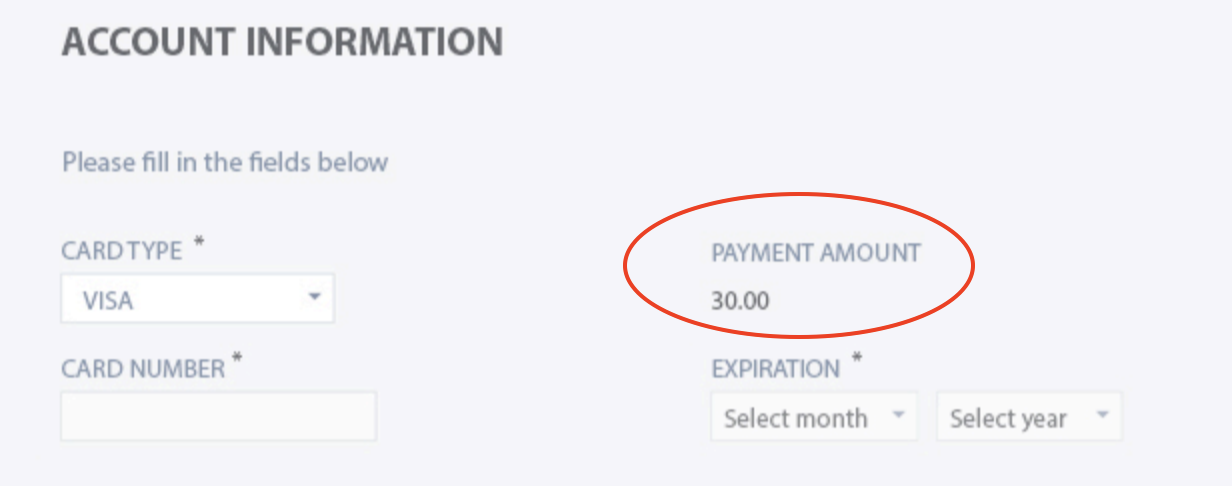 ACCOUNT INFORMATION
Please fill in the fields below
CARD TYPE *
VISA
PAYMENT AMOUNT
30.00
CARD NUMBER *
EXPIRATION *
Select month
Select year